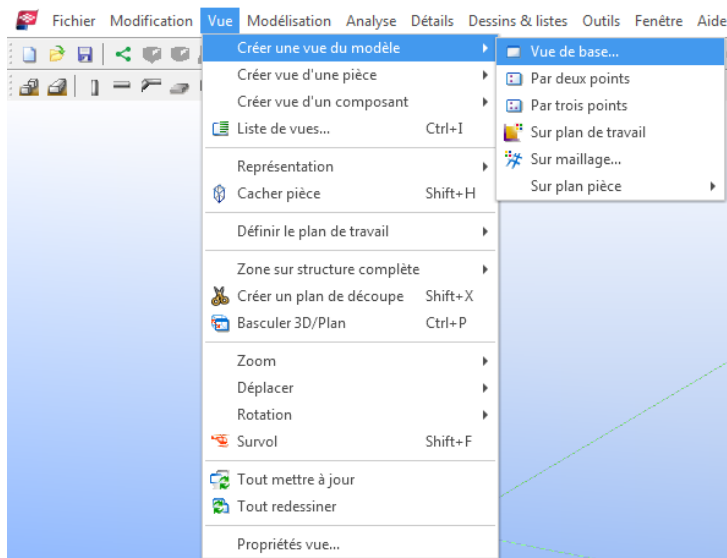 Fichier Modification Vue Modélisation Analyse Détails Dessins & listes Outils Fenêtre Aide
Créer une vue du modèle
Créer vue d'une pièce
Créer vue d'un composant
Liste de vues... Ctrl+I
Représentation
Cacher pièce Shift+H
Définir le plan de travail
Zone sur structure complète
Créer un plan de découpe Shift+X
Basculer 3D/Plan Ctrl+P
Zoom
Déplacer
Rotation
Survol Shift+F
Tout mettre à jour
Tout redessiner
Propriétés vue...
Vue de base...
Par deux points
Par trois points
Sur plan de travail
Sur maillage...
Sur plan pièce